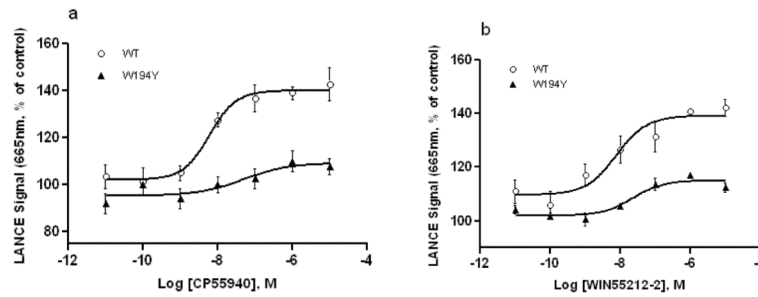 a
LANCE Signal (665nm, % of control)
160
140
120
100
80
WT
W194Y
-12
-10
-8
-6
-4
Log [CP55940], M
b
LANCE Signal (665nm, % of control)
160
140
120
100
WT
W194Y
-12
-10
-8
-6
-4
Log [WIN55212-2], M